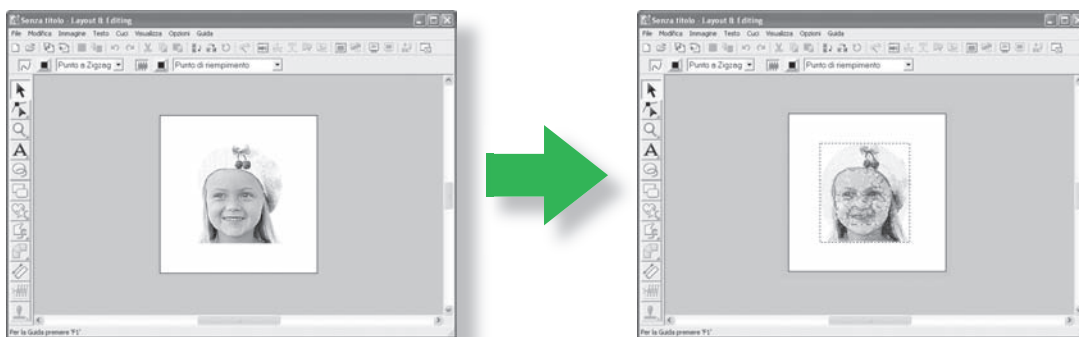 Senza titolo - Layout & Editing
File Modifica Immagine Testo Cuci Visualizza Opzioni Guida
Punto a Zigzag Punto di riempimento
A
Per la Guida premere 'F1'.
Senza titolo - Layout & Editing
File Modifica Immagine Testo Cuci Visualizza Opzioni Guida
Punto a Zigzag Punto di riempimento
A
Per la Guida premere 'F1'.